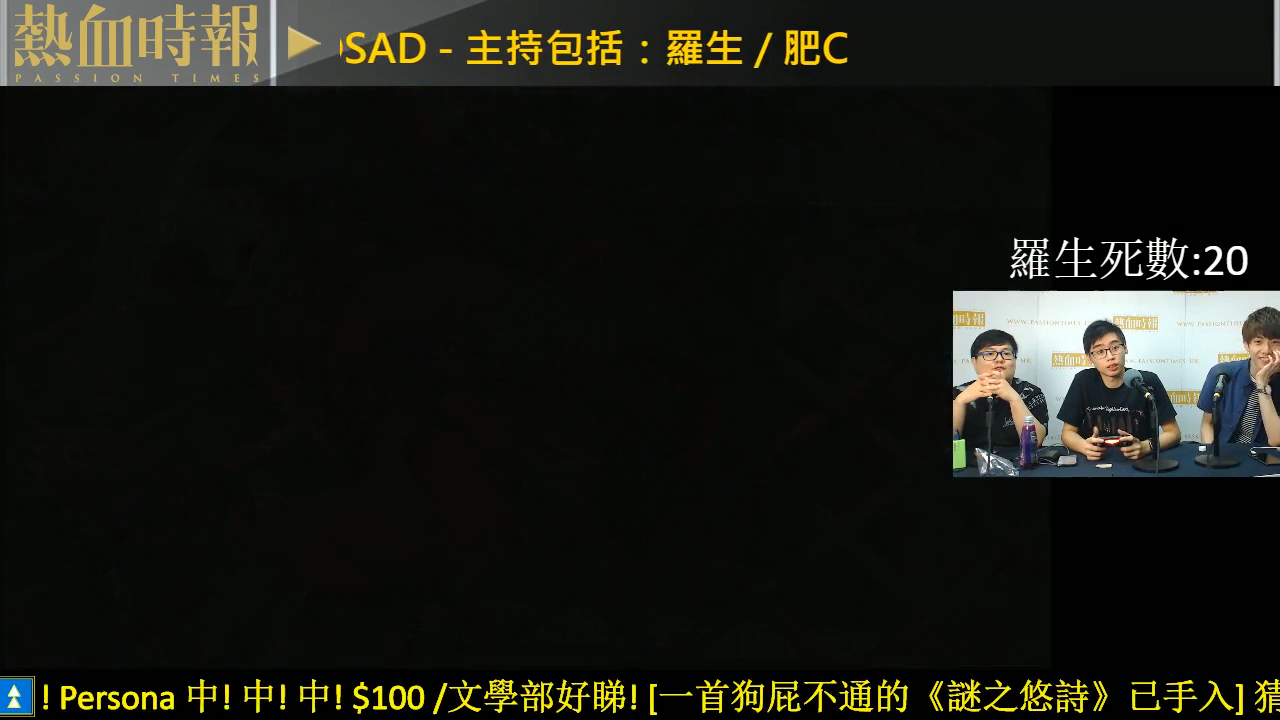 熱血時報
PASSION TIMES
SAD - 主持包括：羅生 / 肥C
羅生死數:20
! Persona 中! 中! 中! $100 /文學部好睇! [一首狗屁不通的《謎之悠詩》已手入] 猜